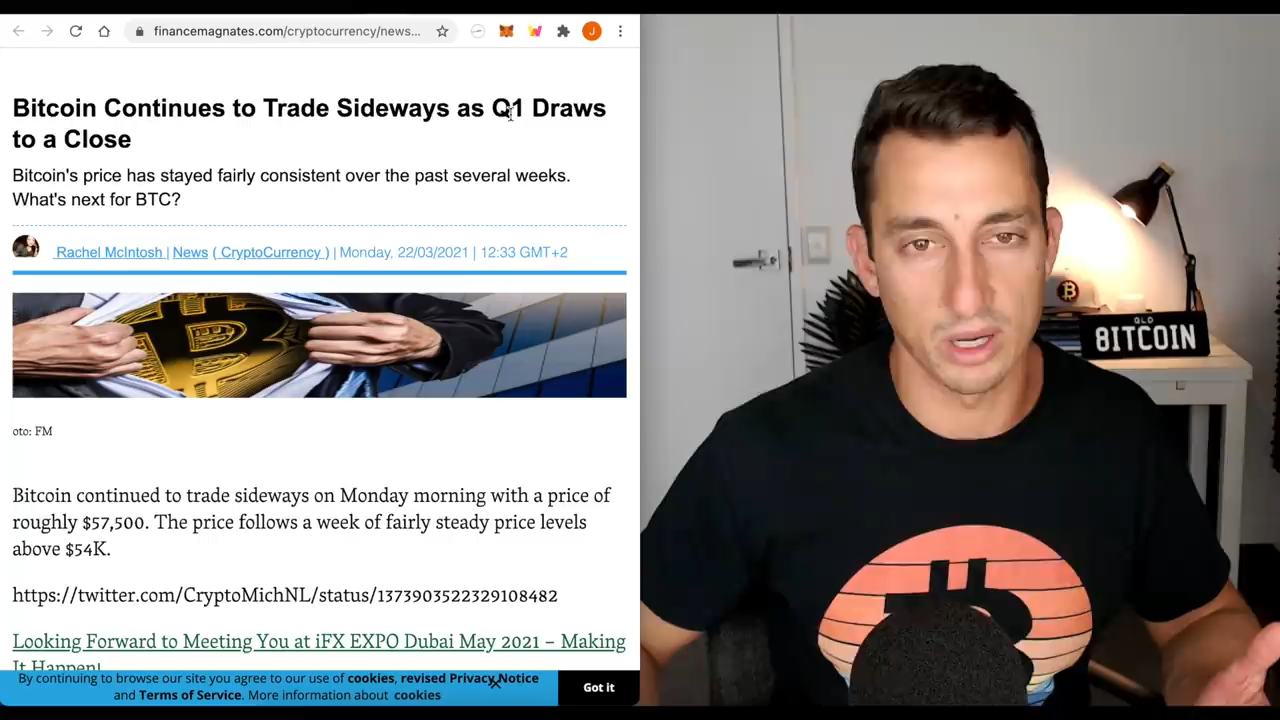 financemagnates.com/cryptocurrency/news...
J
Bitcoin Continues to Trade Sideways as Q1 Draws
to a Close
Bitcoin's price has stayed fairly consistent over the past several weeks.
What's next for BTC?
Rachel McIntosh | News ( CryptoCurrency ) | Monday, 22/03/2021 | 12:33 GMT+2
oto: FM
Bitcoin continued to trade sideways on Monday morning with a price of
roughly $57,500. The price follows a week of fairly steady price levels
above $54K.
https://twitter.com/CryptoMichNL/status/1373903522329108482
Looking Forward to Meeting You at iFX EXPO Dubai May 2021 – Making
It Happen!
By continuing to browse our site you agree to our use of cookies, revised Privacy Notice
and Terms of Service. More information about cookies
Got it
QLD
8ITCOIN